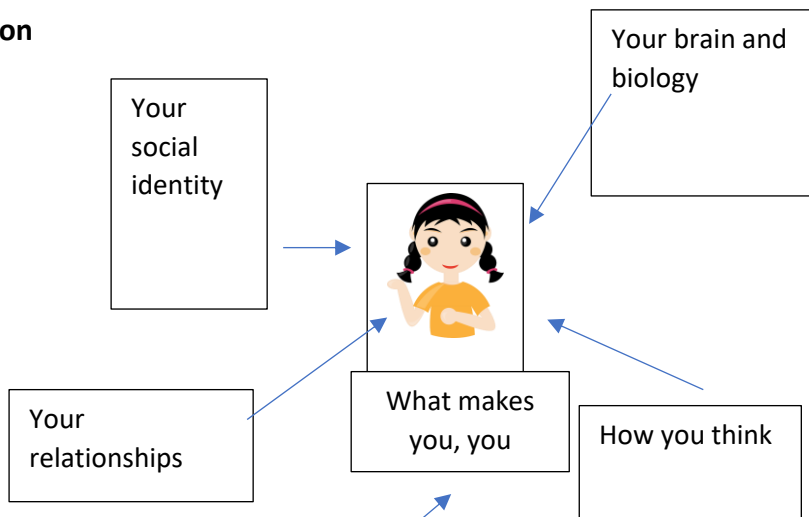 on
Your brain and
biology
Your
social
identity
What makes
you, you
Your
relationships
How you think